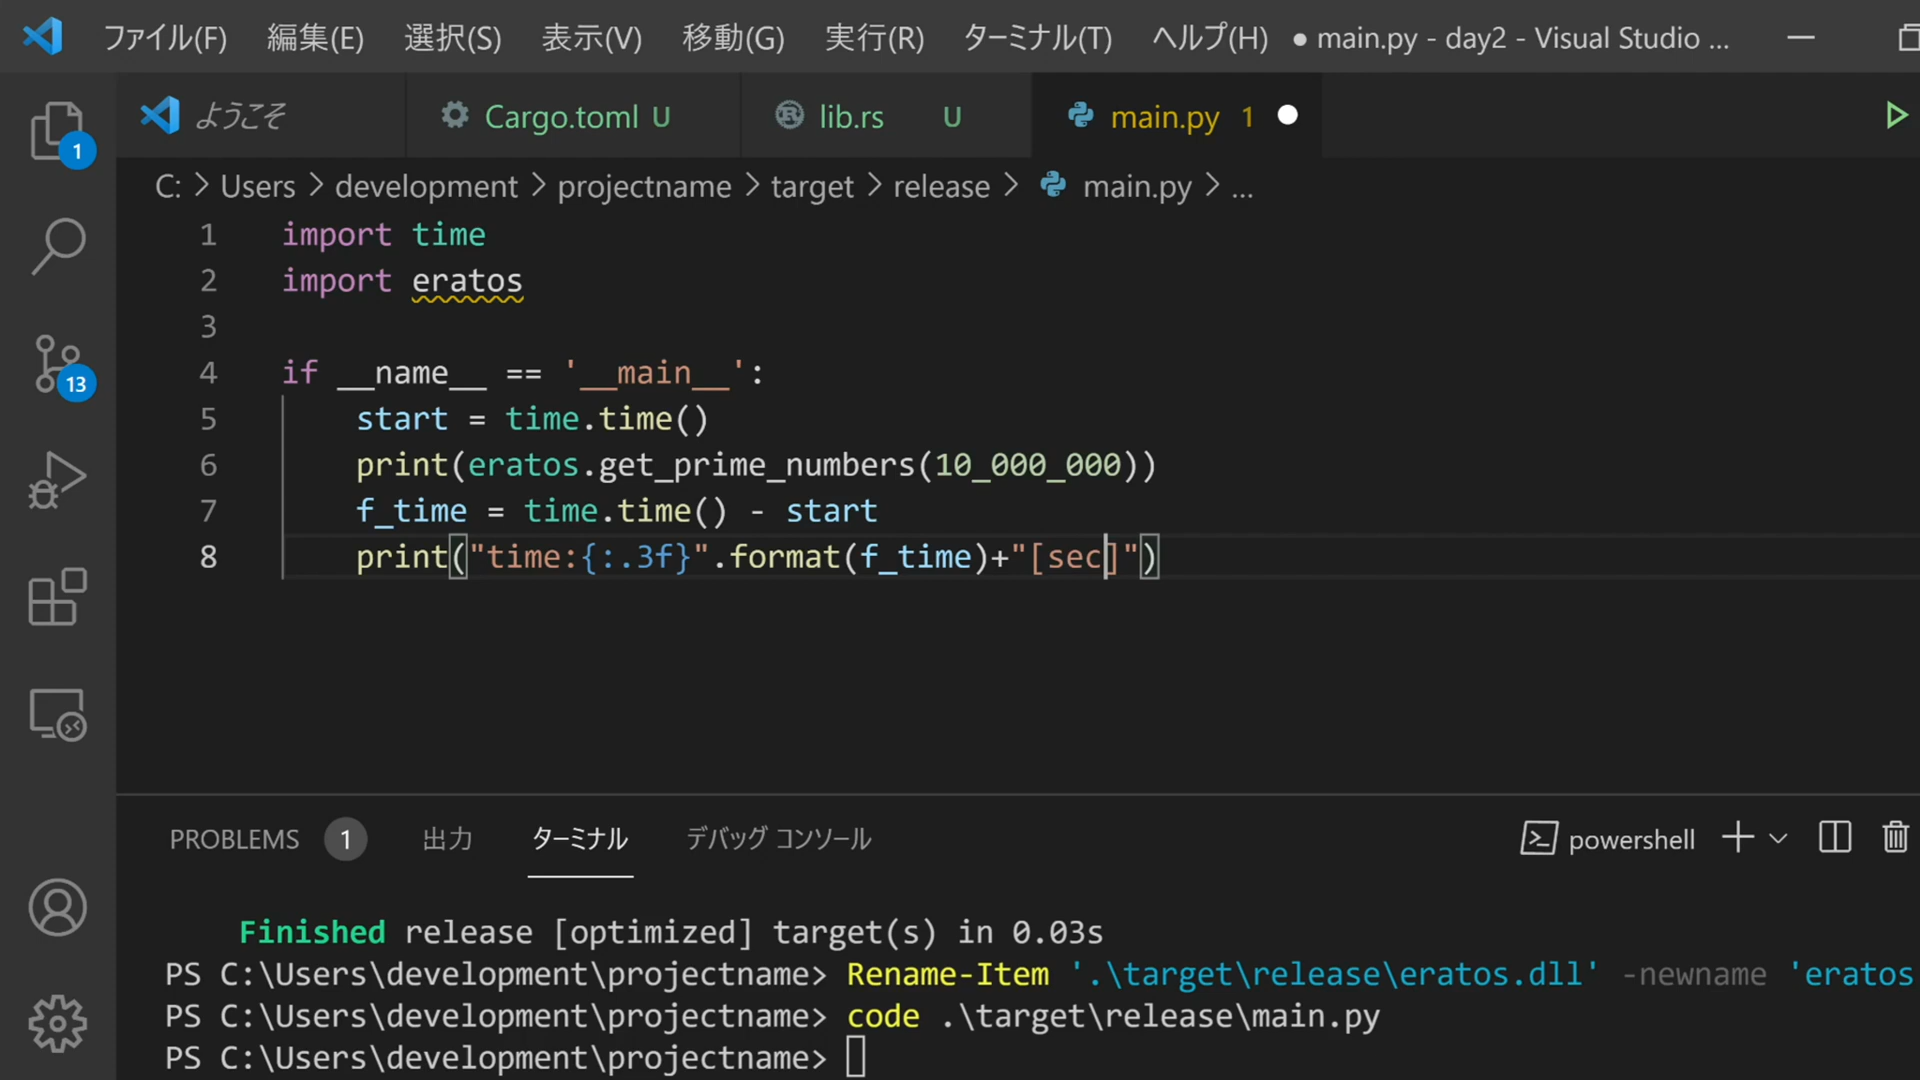 ファイル(F) 編集(E) 選択(S) 表示(V) 移動(G) 実行(R) ターミナル(T) ヘルプ(H) ● main.py - day2 - Visual Studio ...
ようこそ Cargo.toml U lib.rs U main.py 1
C: > Users > development > projectname > target > release > main.py > ...
1 import time
2 import eratos
3
4 if __name__ == '__main__':
5 start = time.time()
6 print(eratos.get_prime_numbers(10_000_000))
7 f_time = time.time() - start
8 print("time:{:.3f}".format(f_time)+"[sec]")
1
13
PROBLEMS 1 出力 ターミナル デバッグ コンソール powershell
Finished release [optimized] target(s) in 0.03s
PS C:\Users\development\projectname> Rename-Item '.\target\release\eratos.dll' -newname 'eratos
PS C:\Users\development\projectname> code .\target\release\main.py
PS C:\Users\development\projectname>